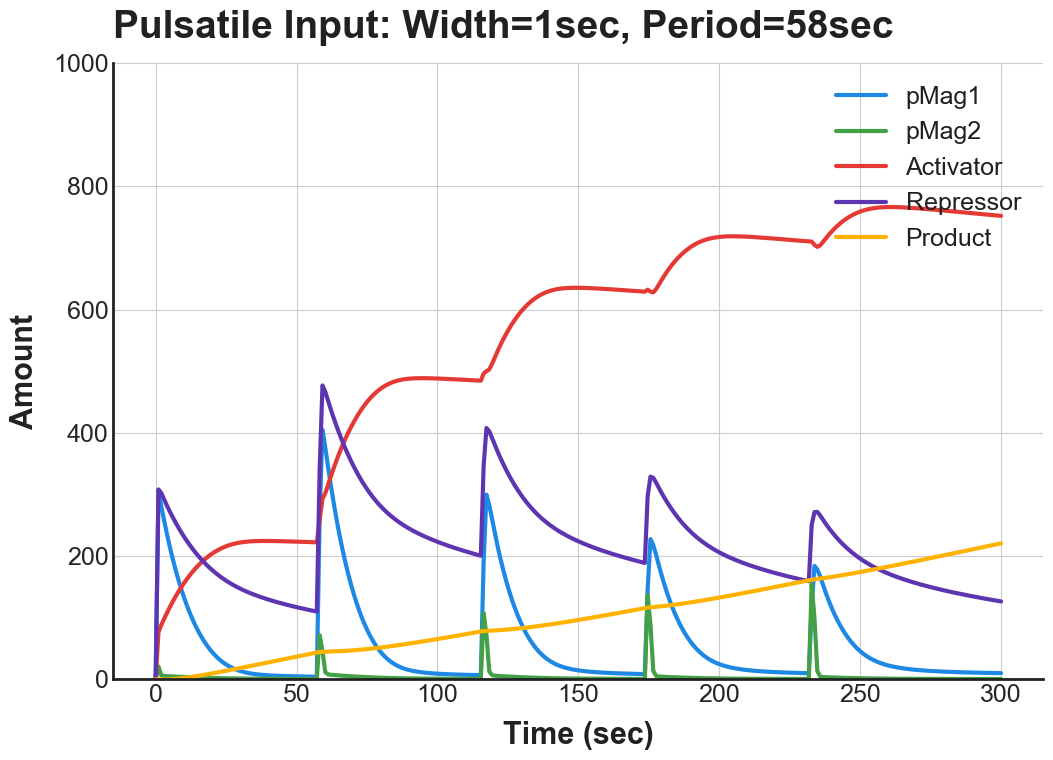 Pulsatile Input: Width=1sec, Period=58sec
1000
800
600
400
200
0
Amount
pMag1
pMag2
Activator
Repressor
Product
0 50 100 150 200 250 300
Time (sec)